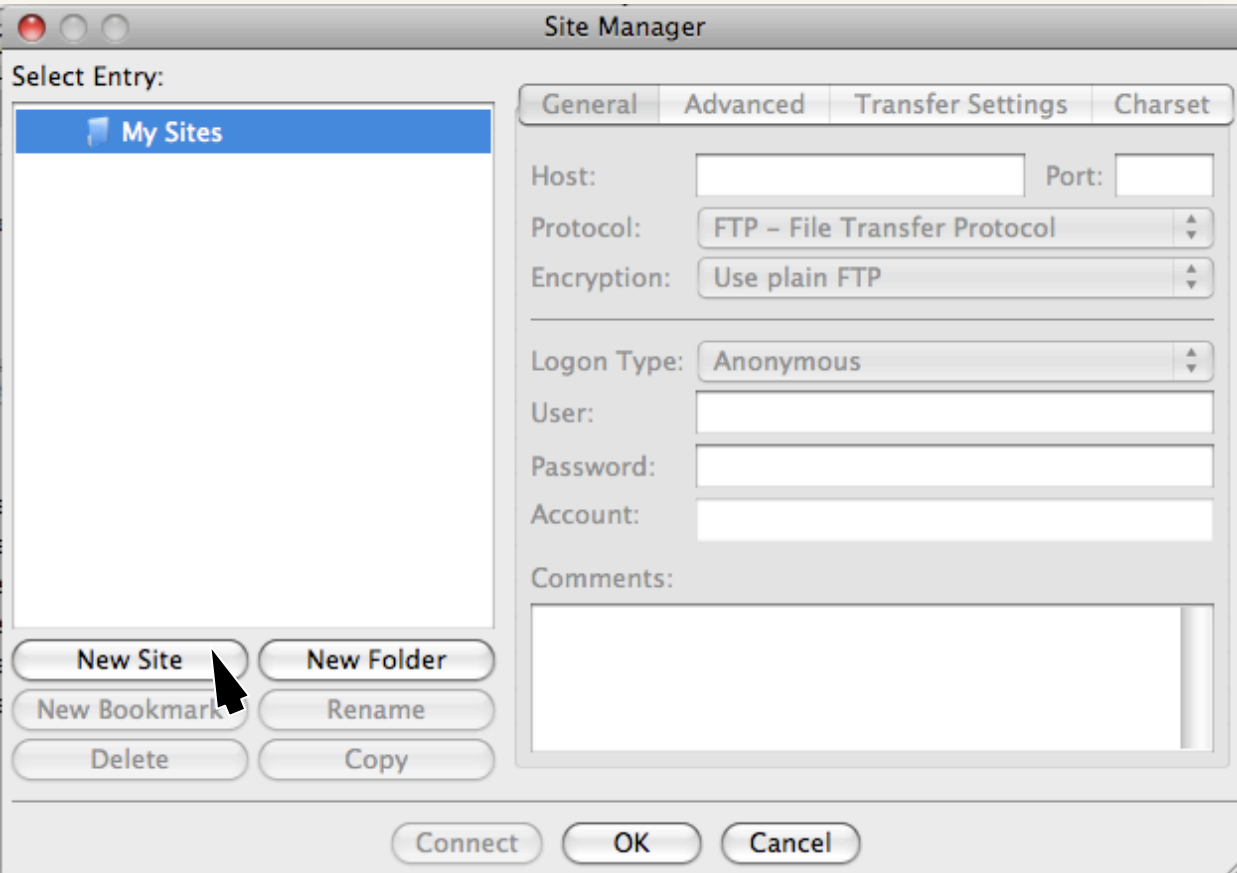 Site Manager
Select Entry:
My Sites
General Advanced Transfer Settings Charset
Host: Port:
Protocol: FTP – File Transfer Protocol
Encryption: Use plain FTP
Logon Type: Anonymous
User:
Password:
Account:
Comments:
New Site New Folder
New Bookmark Rename
Delete Copy
Connect OK Cancel